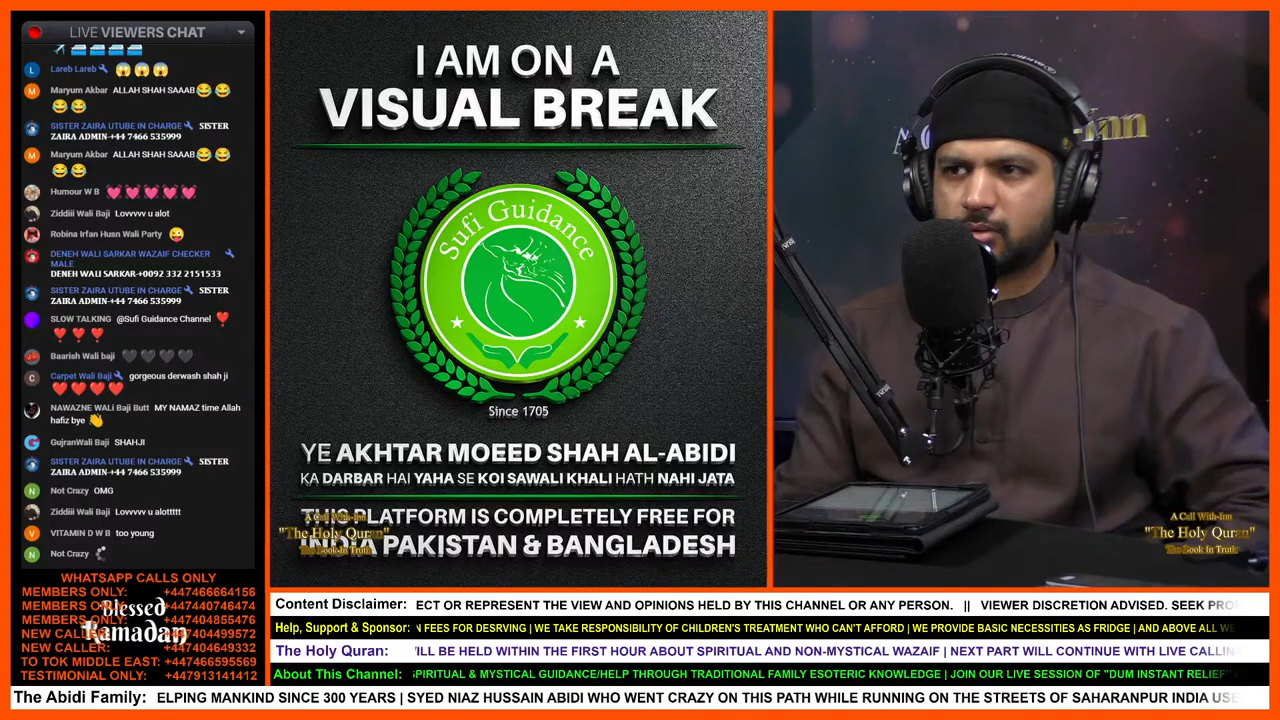 LIVE VIEWERS CHAT
Lareb Lareb
Maryum Akbar ALLAH SHAH SAAAB
SISTER ZAIRA UTUBE IN CHARGE SISTER
ZAIRA ADMIN-+44 7466 535999
Maryum Akbar ALLAH SHAH SAAAB
Humour W B
Ziddiii Wali Baji Lovvvvv u alot
Robina Irfan Husn Wali Party
DENEH WALI SARKAR WAZAIF CHECKER
MALE
DENEH WALI SARKAR-+0092 332 2151533
SISTER ZAIRA UTUBE IN CHARGE SISTER
ZAIRA ADMIN-+44 7466 535999
SLOW TALKING @Sufi Guidance Channel
Baarish Wali baji
Carpet Wali Baji gorgeous derwash shah ji
NAWAZNE WALi Baji Butt MY NAMAZ time Allah
hafiz bye
GujranWali Baji SHAHJI
SISTER ZAIRA UTUBE IN CHARGE SISTER
ZAIRA ADMIN-+44 7466 535999
Not Crazy OMG
Ziddiii Wali Baji Lovvvvv u alottttt
VITAMIN D W B too young
Not Crazy
WHATSAPP CALLS ONLY
MEMBERS ONLY: +447466664156
MEMBERS ONLY: +440746474
MEMBERS ONLY: +447404855476
NEW CALLER: +447404499572
NEW CALLER: +447404649332
TO TOK MIDDLE EAST: +447466595569
TESTIMONIAL ONLY: +447913141412
Blessed
Ramadan
I AM ON A
VISUAL BREAK
Sufi Guidance
Since 1705
YE AKHTAR MOEED SHAH AL-ABIDI
KA DARBAR HAI YAHA SE KOI SAWALI KHALI HATH NAHI JATA
THIS PLATFORM IS COMPLETELY FREE FOR
INDIA PAKISTAN & BANGLADESH
A Call With-Inn
"The Holy Quran"
The Book In Truth
-Inn
A Call With-Inn
"The Holy Quran"
The Book In Truth
Content Disclaimer: ECT OR REPRESENT THE VIEW AND OPINIONS HELD BY THIS CHANNEL OR ANY PERSON. || VIEWER DISCRETION ADVISED. SEEK PRO
Help, Support & Sponsor: N FEES FOR DESRVING | WE TAKE RESPONSIBILITY OF CHILDREN'S TREATMENT WHO CAN'T AFFORD | WE PROVIDE BASIC NECESSITIES AS FRIDGE | AND ABOVE ALL WE
The Holy Quran: WILL BE HELD WITHIN THE FIRST HOUR ABOUT SPIRITUAL AND NON-MYSTICAL WAZAIF | NEXT PART WILL CONTINUE WITH LIVE CALLING
About This Channel: SPIRITUAL & MYSTICAL GUIDANCE/HELP THROUGH TRADITIONAL FAMILY ESOTERIC KNOWLEDGE | JOIN OUR LIVE SESSION OF "DUM INSTANT RELIEF"
The Abidi Family: ELPING MANKIND SINCE 300 YEARS | SYED NIAZ HUSSAIN ABIDI WHO WENT CRAZY ON THIS PATH WHILE RUNNING ON THE STREETS OF SAHARANPUR INDIA USE